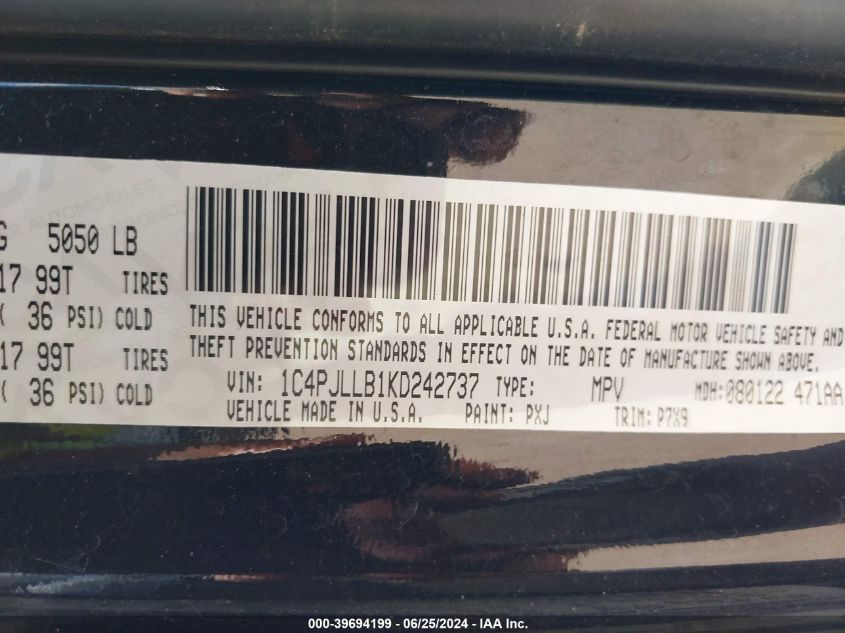 G 5050 LB
17 99T TIRES
( 36 PSI) COLD
17 99T TIRES
( 36 PSI) COLD
THIS VEHICLE CONFORMS TO ALL APPLICABLE U.S.A. FEDERAL MOTOR VEHICLE SAFETY AND
THEFT PREVENTION STANDARDS IN EFFECT ON THE DATE OF MANUFACTURE SHOWN ABOVE.
VIN: 1C4PJLLB1KD242737 TYPE: MPV MDH:080122 471AA
VEHICLE MADE IN U.S.A. PAINT: PXJ TRIM: P7X9
000-39694199 - 06/25/2024 - IAA Inc.